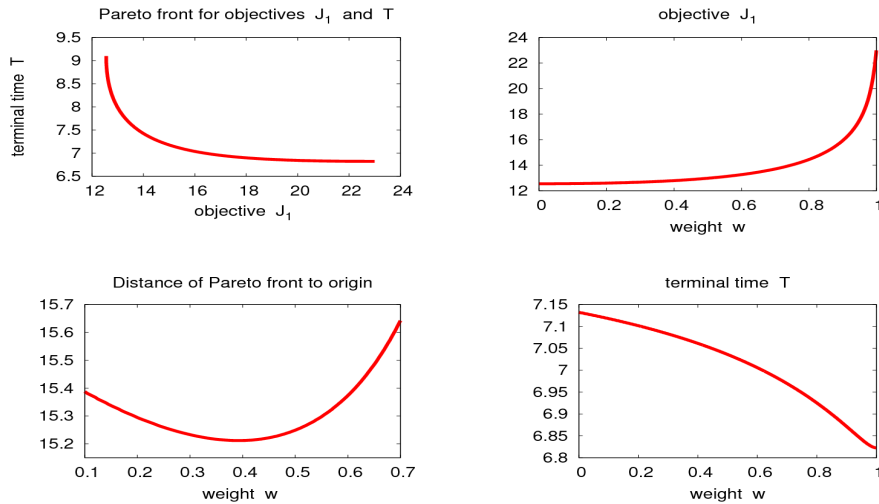 Pareto front for objectives J1 and T
9.5
9
8.5
8
7.5
7
6.5
terminal time T
12 14 16 18 20 22 24
objective J1
objective J1
24
22
20
18
16
14
12
0 0.2 0.4 0.6 0.8 1
weight w
Distance of Pareto front to origin
15.7
15.6
15.5
15.4
15.3
15.2
0.1 0.2 0.3 0.4 0.5 0.6 0.7
weight w
terminal time T
7.15
7.1
7.05
7
6.95
6.9
6.85
6.8
0 0.2 0.4 0.6 0.8 1
weight w